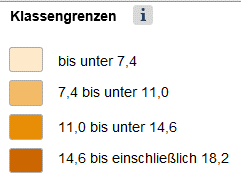 Klassengrenzen i
bis unter 7,4
7,4 bis unter 11,0
11,0 bis unter 14,6
14,6 bis einschließlich 18,2